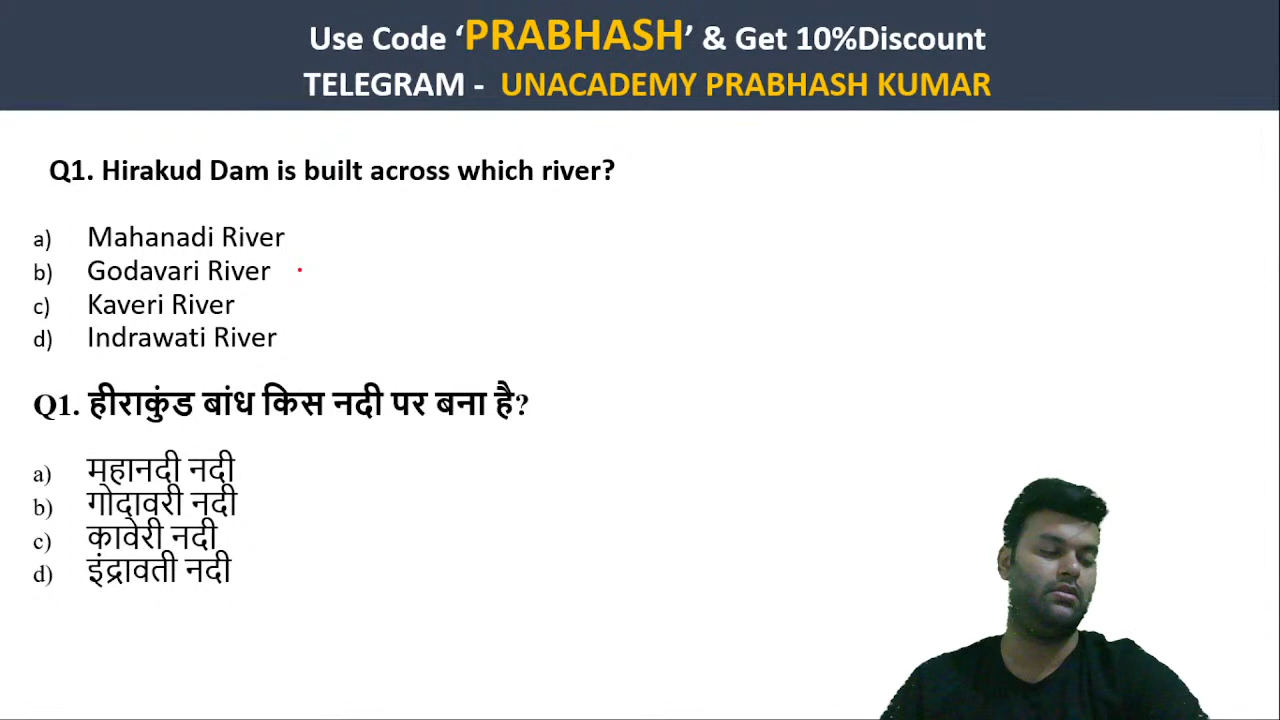 Use Code ‘PRABHASH’ & Get 10%Discount
TELEGRAM - UNACADEMY PRABHASH KUMAR
Q1. Hirakud Dam is built across which river?
a) Mahanadi River
b) Godavari River
c) Kaveri River
d) Indrawati River
Q1. हीराकुंड बांध किस नदी पर बना है?
a) महानदी नदी
b) गोदावरी नदी
c) कावेरी नदी
d) इंद्रावती नदी